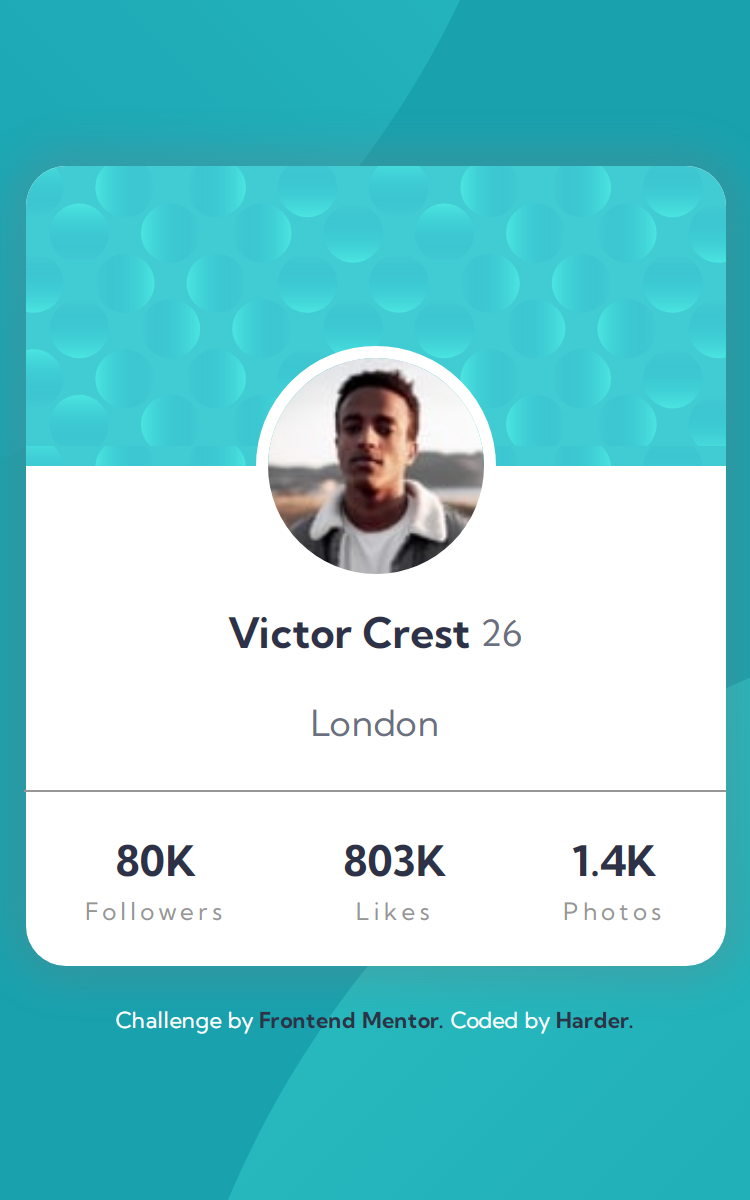 Victor Crest 26
London
80K 803K 1.4K
Followers Likes Photos
Challenge by Frontend Mentor. Coded by Harder.